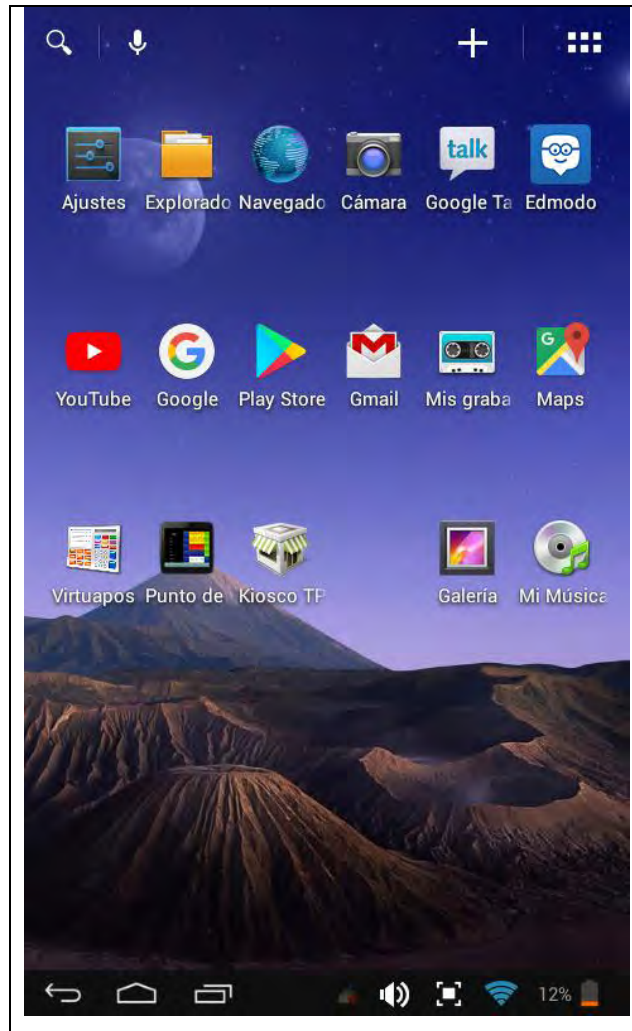 talk
Ajustes Explorado Navegado Cámara Google Ta Edmodo
G
G
YouTube Google Play Store Gmail Mis graba Maps
Virtuapos Punto de Kiosco TP Galería Mi Música
12%